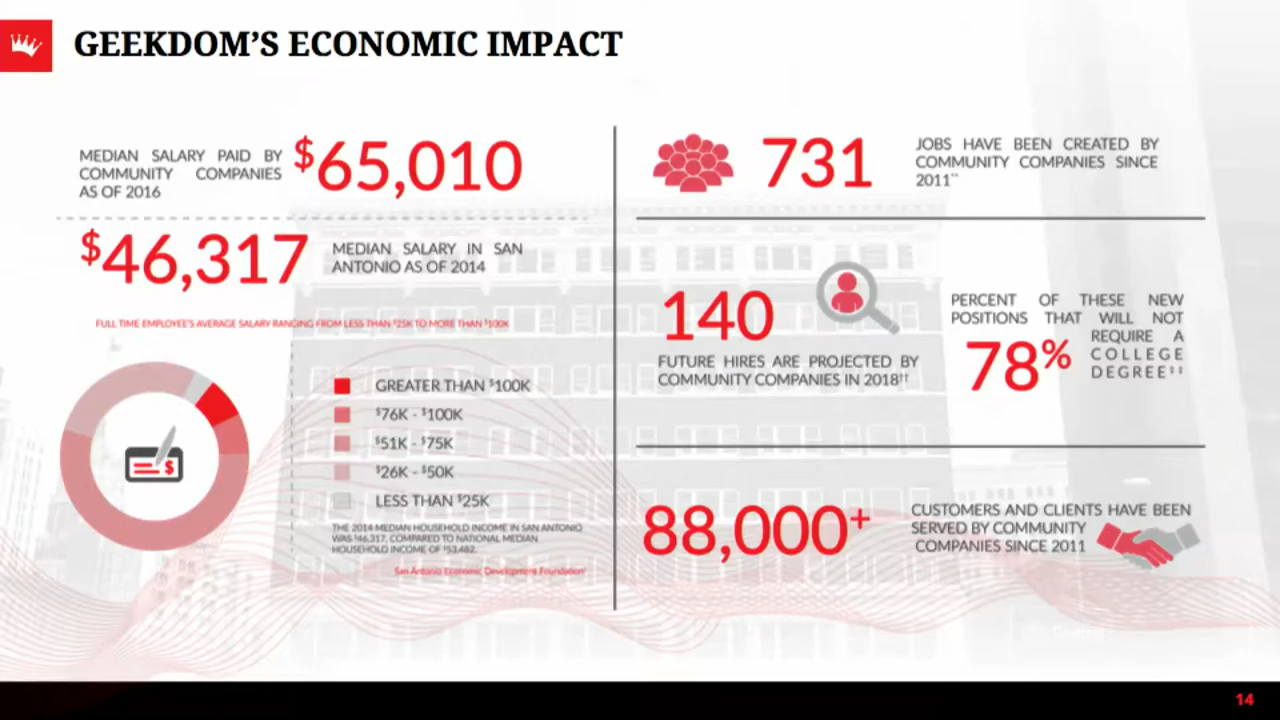 GEEKDOM'S ECONOMIC IMPACT
MEDIAN SALARY PAID BY
COMMUNITY COMPANIES
AS OF 2016
$65,010
$46,317
MEDIAN SALARY IN SAN
ANTONIO AS OF 2014
FULL TIME EMPLOYEE'S AVERAGE SALARY RANGING FROM LESS THAN $25K TO MORE THAN $100K
GREATER THAN $100K
$76K - $100K
$51K - $75K
$26K - $50K
LESS THAN $25K
THE 2014 MEDIAN HOUSEHOLD INCOME IN SAN ANTONIO
WAS $46,317, COMPARED TO NATIONAL MEDIAN
HOUSEHOLD INCOME OF $53,482.
San Antonio Economic Development Foundation†
731
JOBS HAVE BEEN CREATED BY
COMMUNITY COMPANIES SINCE
2011**
140
FUTURE HIRES ARE PROJECTED BY
COMMUNITY COMPANIES IN 2018††
PERCENT OF THESE NEW
POSITIONS THAT WILL NOT
REQUIRE A
78%
COLLEGE
DEGREE‡‡
88,000+
CUSTOMERS AND CLIENTS HAVE BEEN
SERVED BY COMMUNITY
COMPANIES SINCE 2011
14